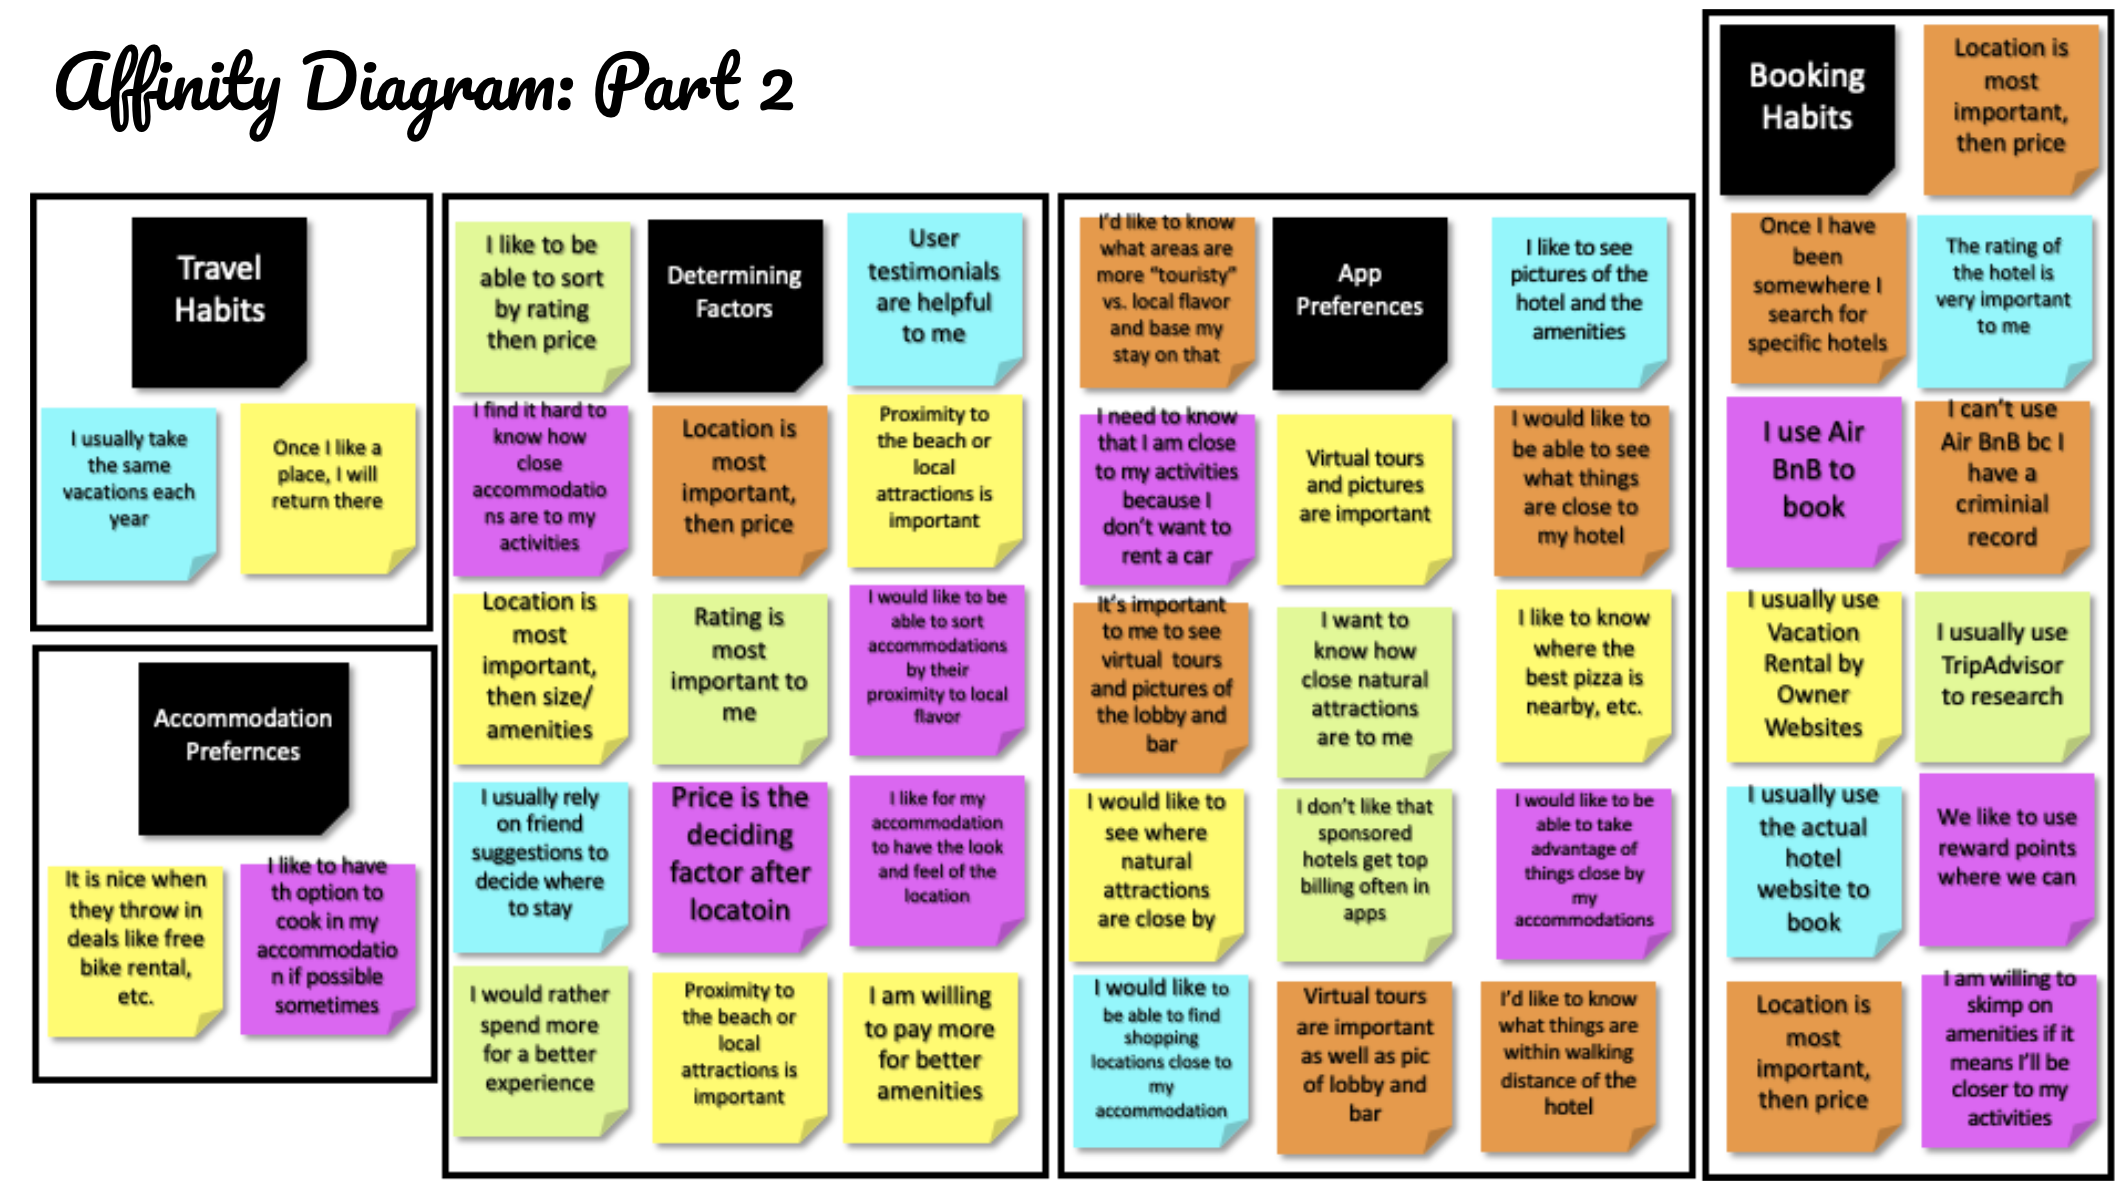 Affinity Diagram: Part 2
Travel
Habits
I usually take
the same
vacations each
year
Once I like a
place, I will
return there
Accommodation
Prefernces
It is nice when
they throw in
deals like free
bike rental,
etc.
I like to have
th option to
cook in my
accommodatio
n if possible
sometimes
I like to be
able to sort
by rating
then price
Determining
Factors
User
testimonials
are helpful
to me
I find it hard to
know how
close
accommodatio
ns are to my
activities
Location is
most
important,
then price
Proximity to
the beach or
local
attractions is
important
Location is
most
important,
then size/
amenities
Rating is
most
important to
me
I would like to be
able to sort
accommodations
by their
proximity to local
flavor
I usually rely
on friend
suggestions to
decide where
to stay
Price is the
deciding
factor after
locatoin
I like for my
accommodation
to have the look
and feel of the
location
I would rather
spend more
for a better
experience
Proximity to
the beach or
local
attractions is
important
I am willing
to pay more
for better
amenities
I'd like to know
what areas are
more “touristy”
vs. local flavor
and base my
stay on that
App
Preferences
I like to see
pictures of the
hotel and the
amenities
I need to know
that I am close
to my activities
because I
don't want to
rent a car
Virtual tours
and pictures
are important
I would like to
be able to see
what things
are close to
my hotel
It's important
to me to see
virtual tours
and pictures of
the lobby and
bar
I want to
know how
close natural
attractions
are to me
I like to know
where the
best pizza is
nearby, etc.
I would like to
see where
natural
attractions
are close by
I don't like that
sponsored
hotels get top
billing often in
apps
I would like to be
able to take
advantage of
things close by
my
accommodations
I would like to
be able to find
shopping
locations close to
my
accommodation
Virtual tours
are important
as well as pic
of lobby and
bar
I'd like to know
what things are
within walking
distance of the
hotel
Booking
Habits
Location is
most
important,
then price
Once I have
been
somewhere I
search for
specific hotels
The rating of
the hotel is
very important
to me
I use Air
BnB to
book
I can't use
Air BnB bc I
have a
criminial
record
I usually use
Vacation
Rental by
Owner
Websites
I usually use
TripAdvisor
to research
I usually use
the actual
hotel
website to
book
We like to use
reward points
where we can
Location is
most
important,
then price
I am willing to
skimp on
amenities if it
means I'll be
closer to my
activities